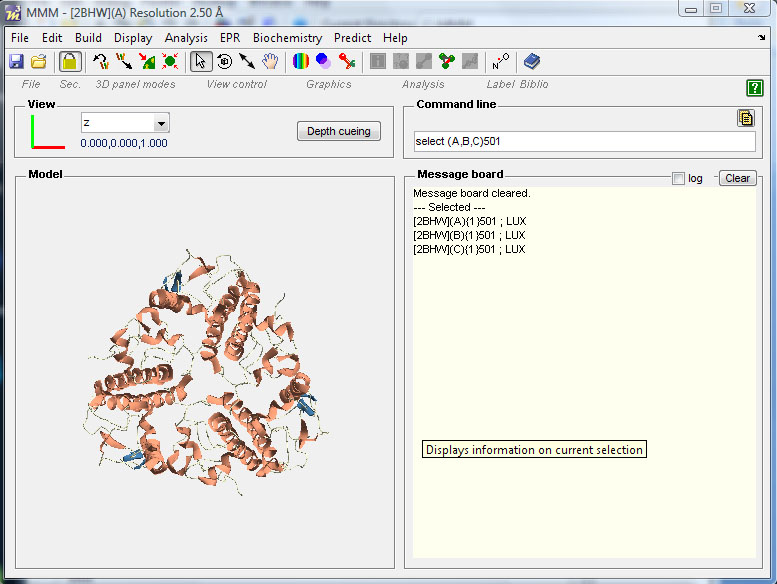 MMM - [2BHW](A) Resolution 2.50 Å
File Edit Build Display Analysis EPR Biochemistry Predict Help
File Sec. 3D panel modes View control Graphics Analysis Label Biblio
View
z
0.000,0.000,1.000
Depth cueing
Command line
select (A,B,C)501
Model
Message board
log
Clear
Message board cleared.
--- Selected ---
[2BHW](A){1}501 ; LUX
[2BHW](B){1}501 ; LUX
[2BHW](C){1}501 ; LUX
Displays information on current selection